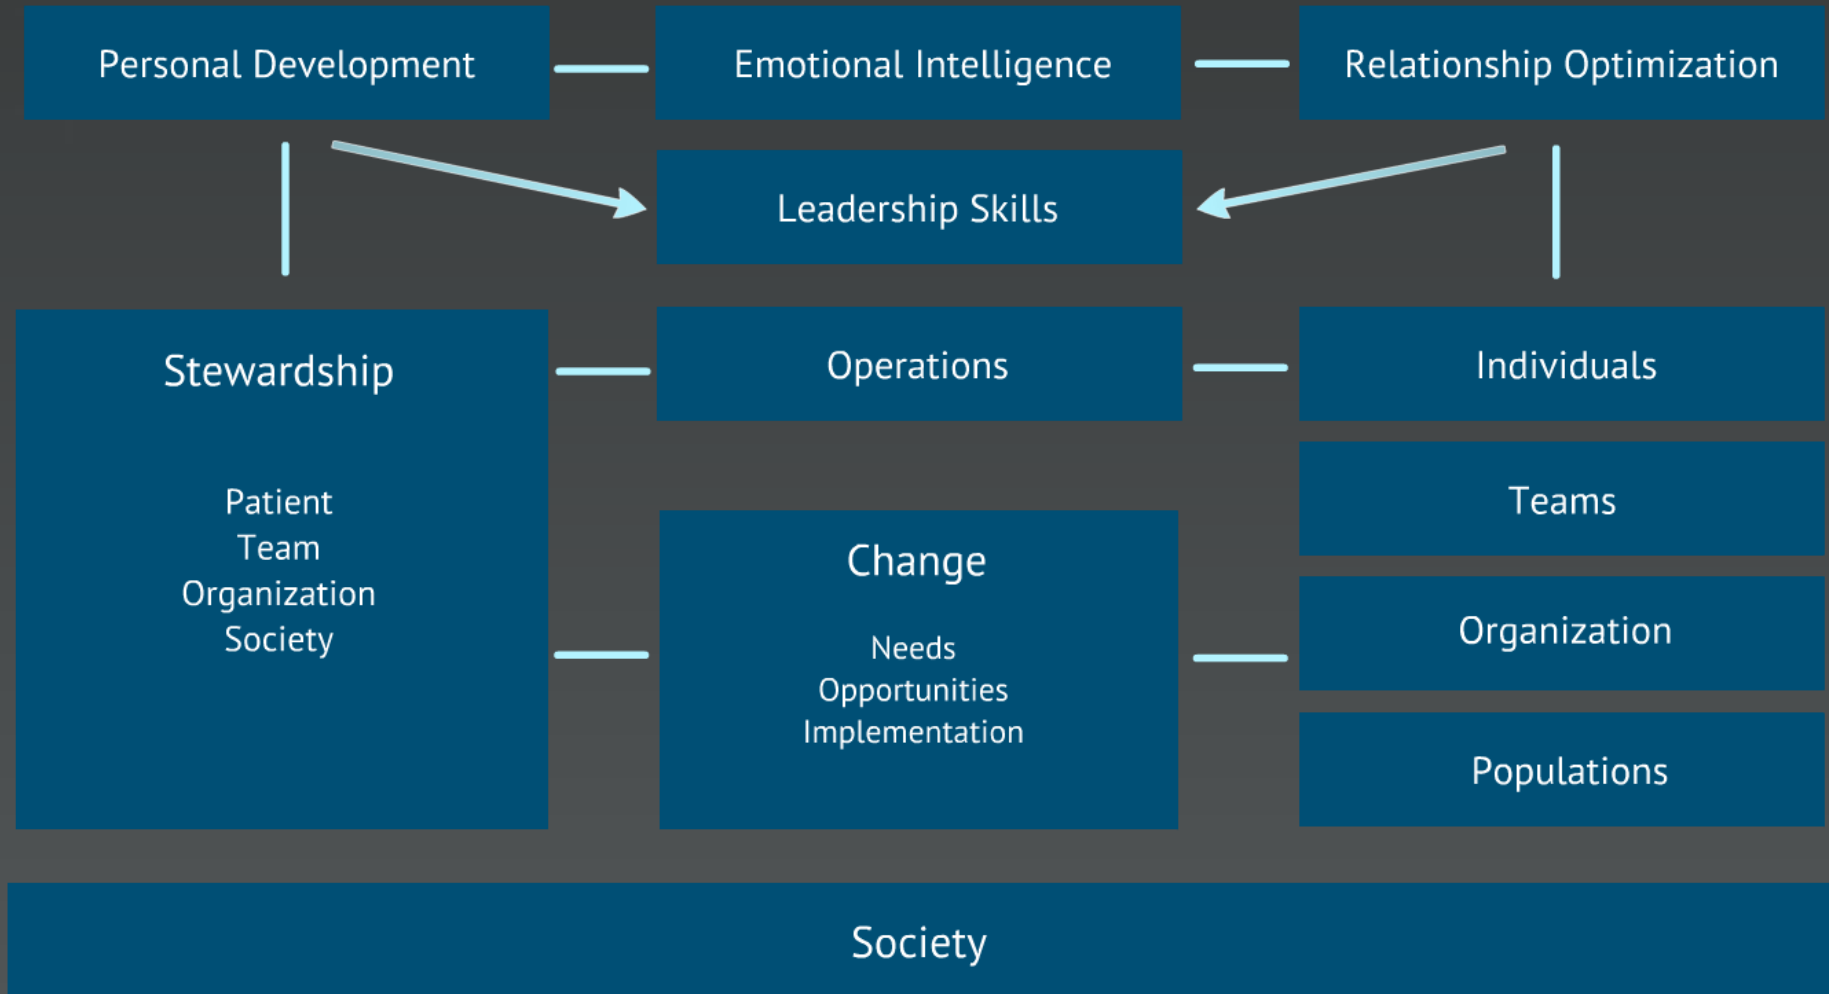 Personal Development
Emotional Intelligence
Relationship Optimization
Leadership Skills
Stewardship
Patient
Team
Organization
Society
Operations
Change
Needs
Opportunities
Implementation
Individuals
Teams
Organization
Populations
Society